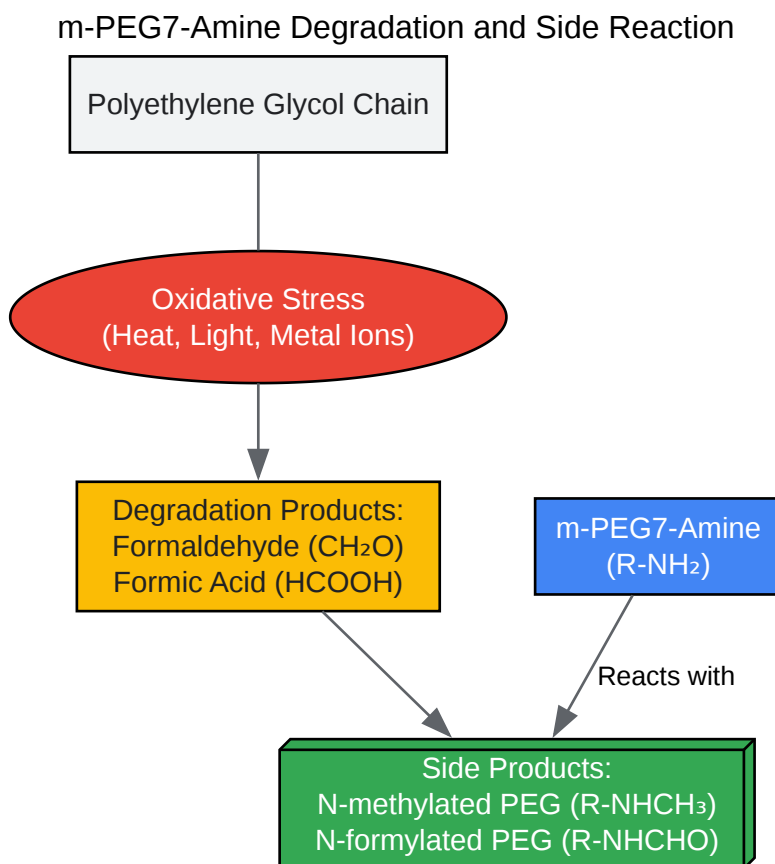 m-PEG7-Amine Degradation and Side Reaction
Polyethylene Glycol Chain
Oxidative Stress
(Heat, Light, Metal Ions)
Degradation Products:
Formaldehyde (CH₂O)
Formic Acid (HCOOH)
m-PEG7-Amine
(R-NH₂)
Reacts with
Side Products:
N-methylated PEG (R-NHCH₃)
N-formylated PEG (R-NHCHO)